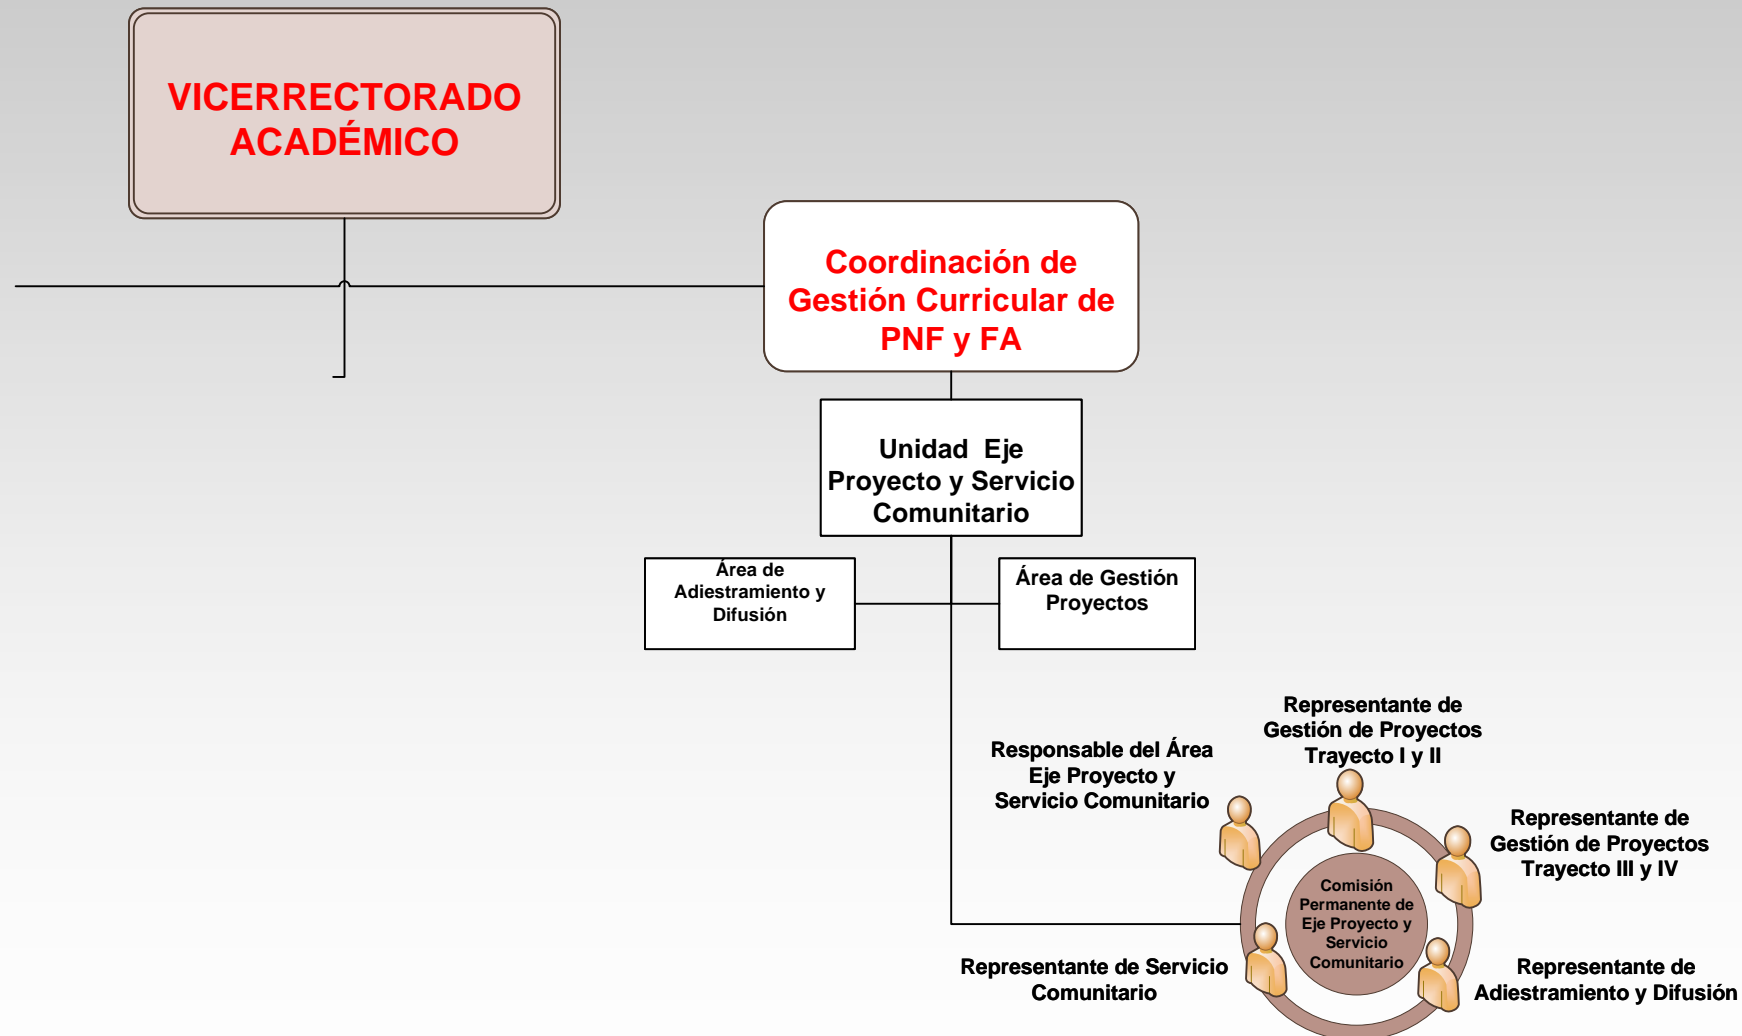 VICERRECTORADO
ACADÉMICO
Coordinación de
Gestión Curricular de
PNF y FA
Unidad  Eje
Proyecto y Servicio
Comunitario
Área de
Adiestramiento y
Difusión
Área de Gestión
Proyectos
Representante de
Gestión de Proyectos
Trayecto I y II
Responsable del Área
Eje Proyecto y
Servicio Comunitario
Representante de
Gestión de Proyectos
Trayecto III y IV
Comisión
Permanente de
Eje Proyecto y
Servicio
Comunitario
Representante de Servicio
Comunitario
Representante de
Adiestramiento y Difusión